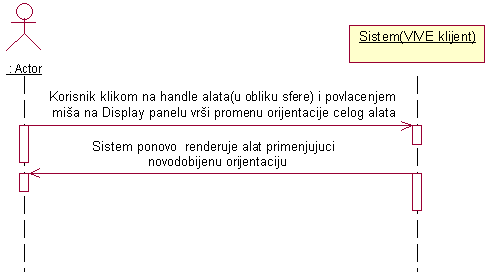 Sistem(VIVE klijent)
: Actor
Korisnik klikom na handle alata(u obliku sfere) i povlacenjem
miša na Display panelu vrši promenu orijentacije celog alata
Sistem ponovo renderuje alat primenjujuci
novodobijenu orijentaciju